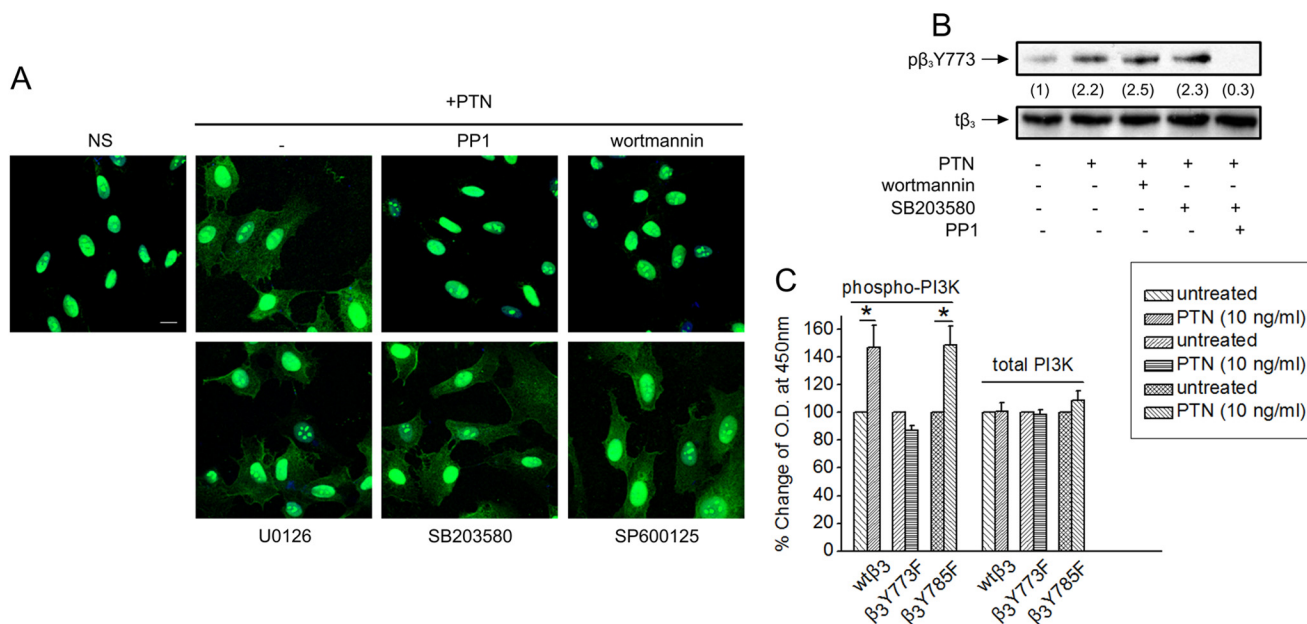 A
+PTN
NS
-
PP1
wortmannin
U0126
SB203580
SP600125
B
pβ₃Y773
(1) (2.2) (2.5) (2.3) (0.3)
tβ₃
PTN - + + + +
wortmannin - - + - -
SB203580 - - - + +
PP1 - - - - +
C
phospho-PI3K
* *
total PI3K
% Change of O.D. at 450nm
160
140
120
100
80
60
40
20
0
wtβ3
β₃Y773F
β₃Y785F
wtβ3
β₃Y773F
β₃Y785F
untreated
PTN (10 ng/ml)
untreated
PTN (10 ng/ml)
untreated
PTN (10 ng/ml)